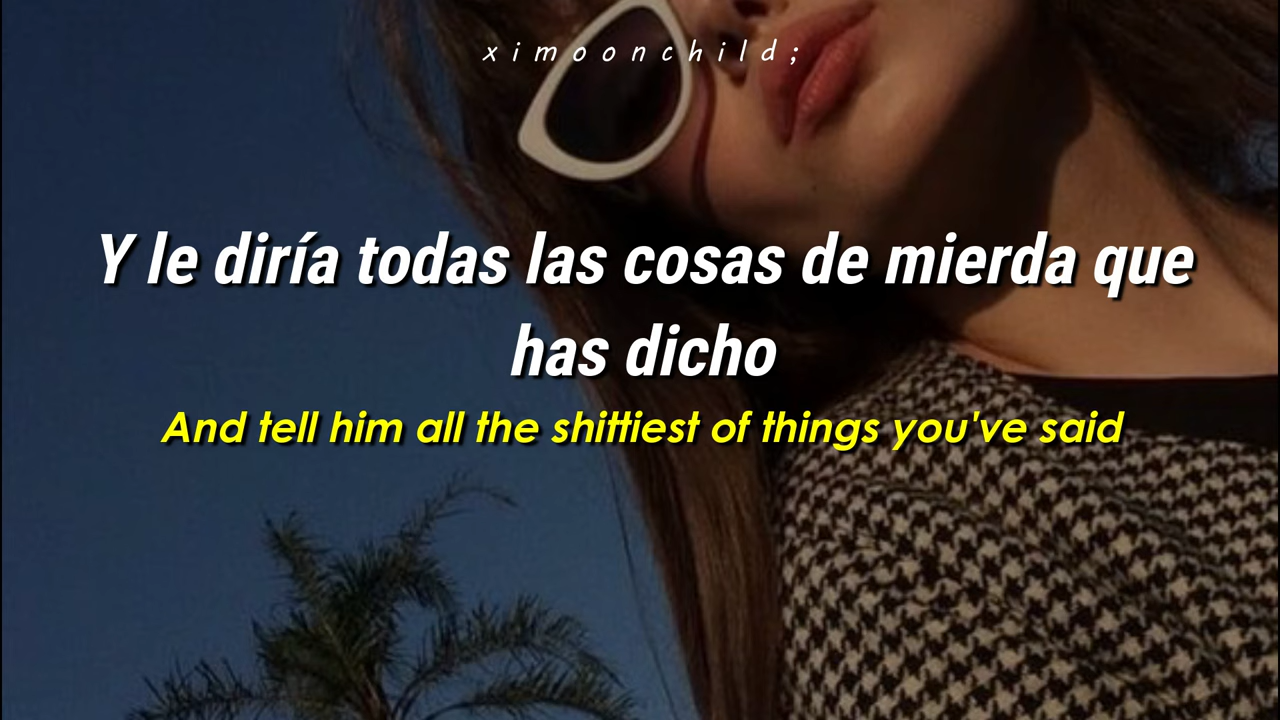 ximoonchild;
Y le diría todas las cosas de mierda que
has dicho
And tell him all the shittiest of things you've said